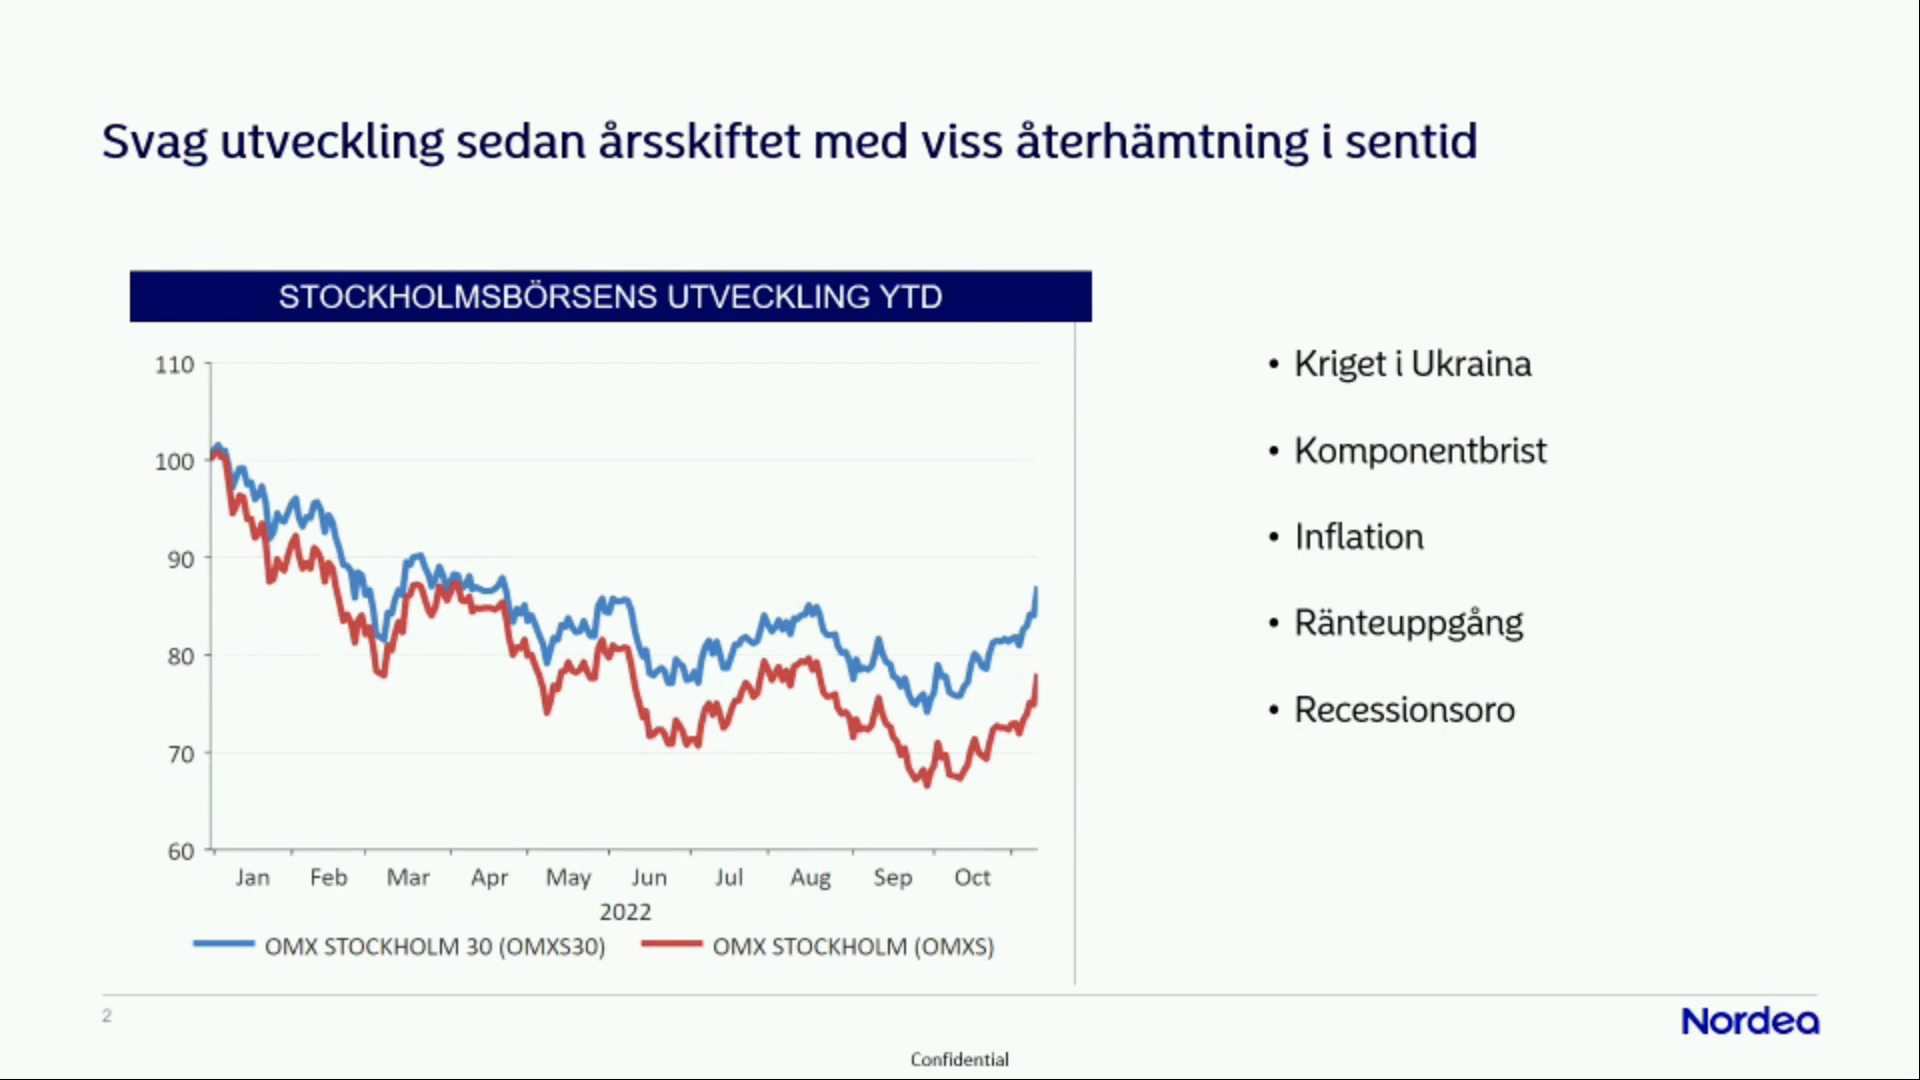 Svag utveckling sedan årsskiftet med viss återhämtning i sentid
STOCKHOLMSBÖRSENS UTVECKLING YTD
110
100
90
80
70
60
Jan Feb Mar Apr May Jun Jul Aug Sep Oct
2022
OMX STOCKHOLM 30 (OMXS30) OMX STOCKHOLM (OMXS)
• Kriget i Ukraina
• Komponentbrist
• Inflation
• Ränteuppgång
• Recessionsoro
2
Nordea
Confidential